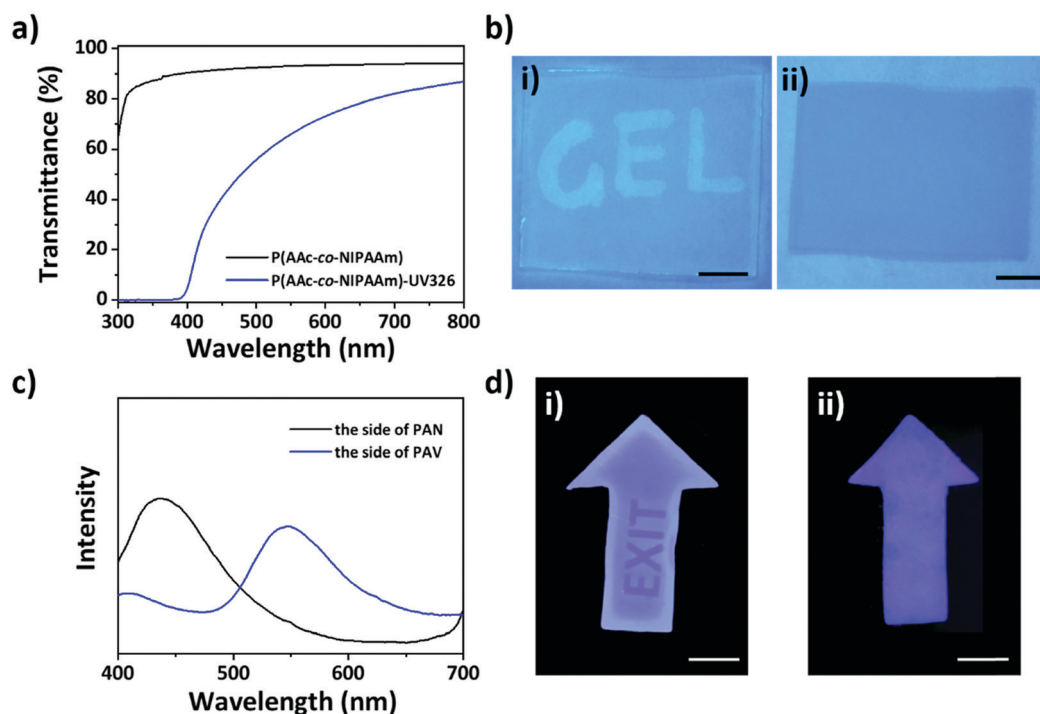 a)
100
80
60
40
20
0
Transmittance (%)
P(AAc-co-NIPAAm)
P(AAc-co-NIPAAm)-UV326
300 400 500 600 700 800
Wavelength (nm)
b)
i)
GEL
ii)
c)
Intensity
the side of PAN
the side of PAV
400 500 600 700
Wavelength (nm)
d)
i)
EXIT
ii)